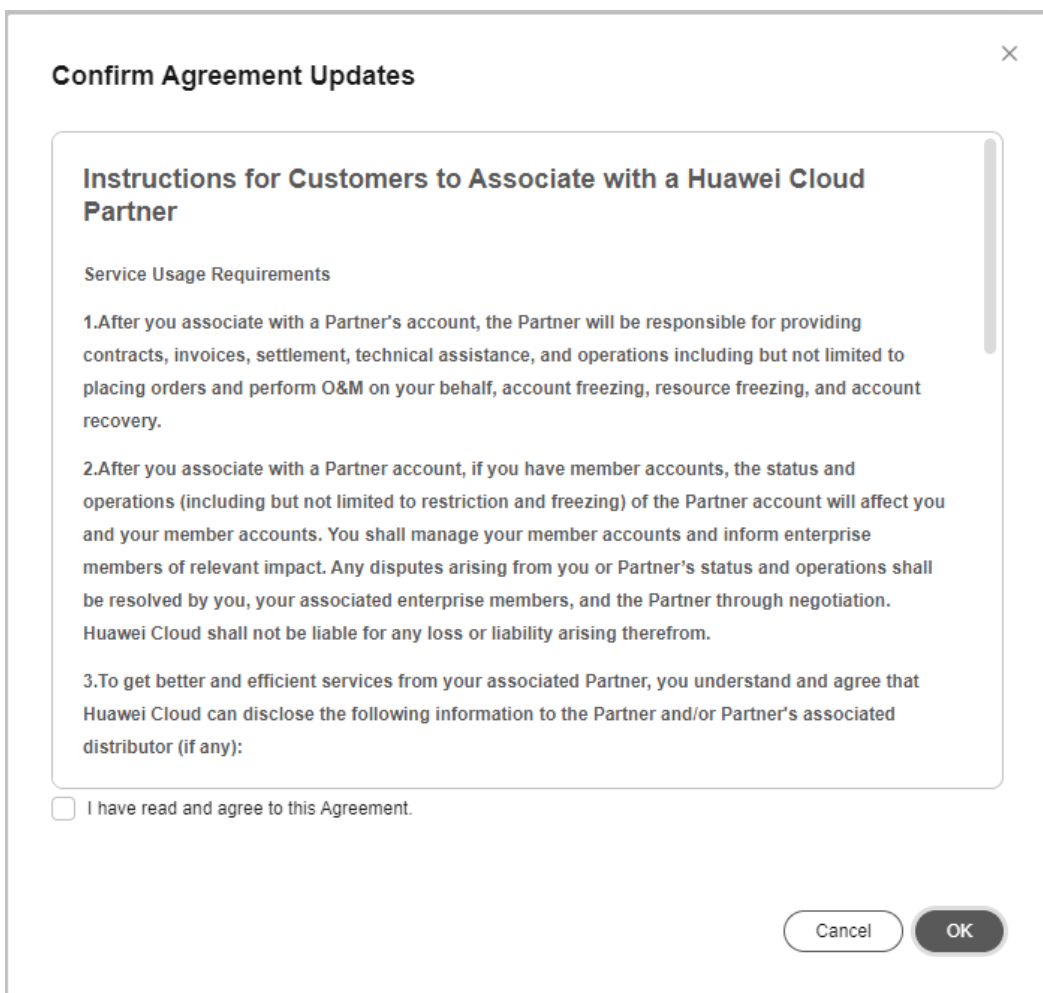 Confirm Agreement Updates
Instructions for Customers to Associate with a Huawei Cloud
Partner
Service Usage Requirements
1.After you associate with a Partner's account, the Partner will be responsible for providing
contracts, invoices, settlement, technical assistance, and operations including but not limited to
placing orders and perform O&M on your behalf, account freezing, resource freezing, and account
recovery.
2.After you associate with a Partner account, if you have member accounts, the status and
operations (including but not limited to restriction and freezing) of the Partner account will affect you
and your member accounts. You shall manage your member accounts and inform enterprise
members of relevant impact. Any disputes arising from you or Partner’s status and operations shall
be resolved by you, your associated enterprise members, and the Partner through negotiation.
Huawei Cloud shall not be liable for any loss or liability arising therefrom.
3.To get better and efficient services from your associated Partner, you understand and agree that
Huawei Cloud can disclose the following information to the Partner and/or Partner's associated
distributor (if any):
I have read and agree to this Agreement.
Cancel
OK